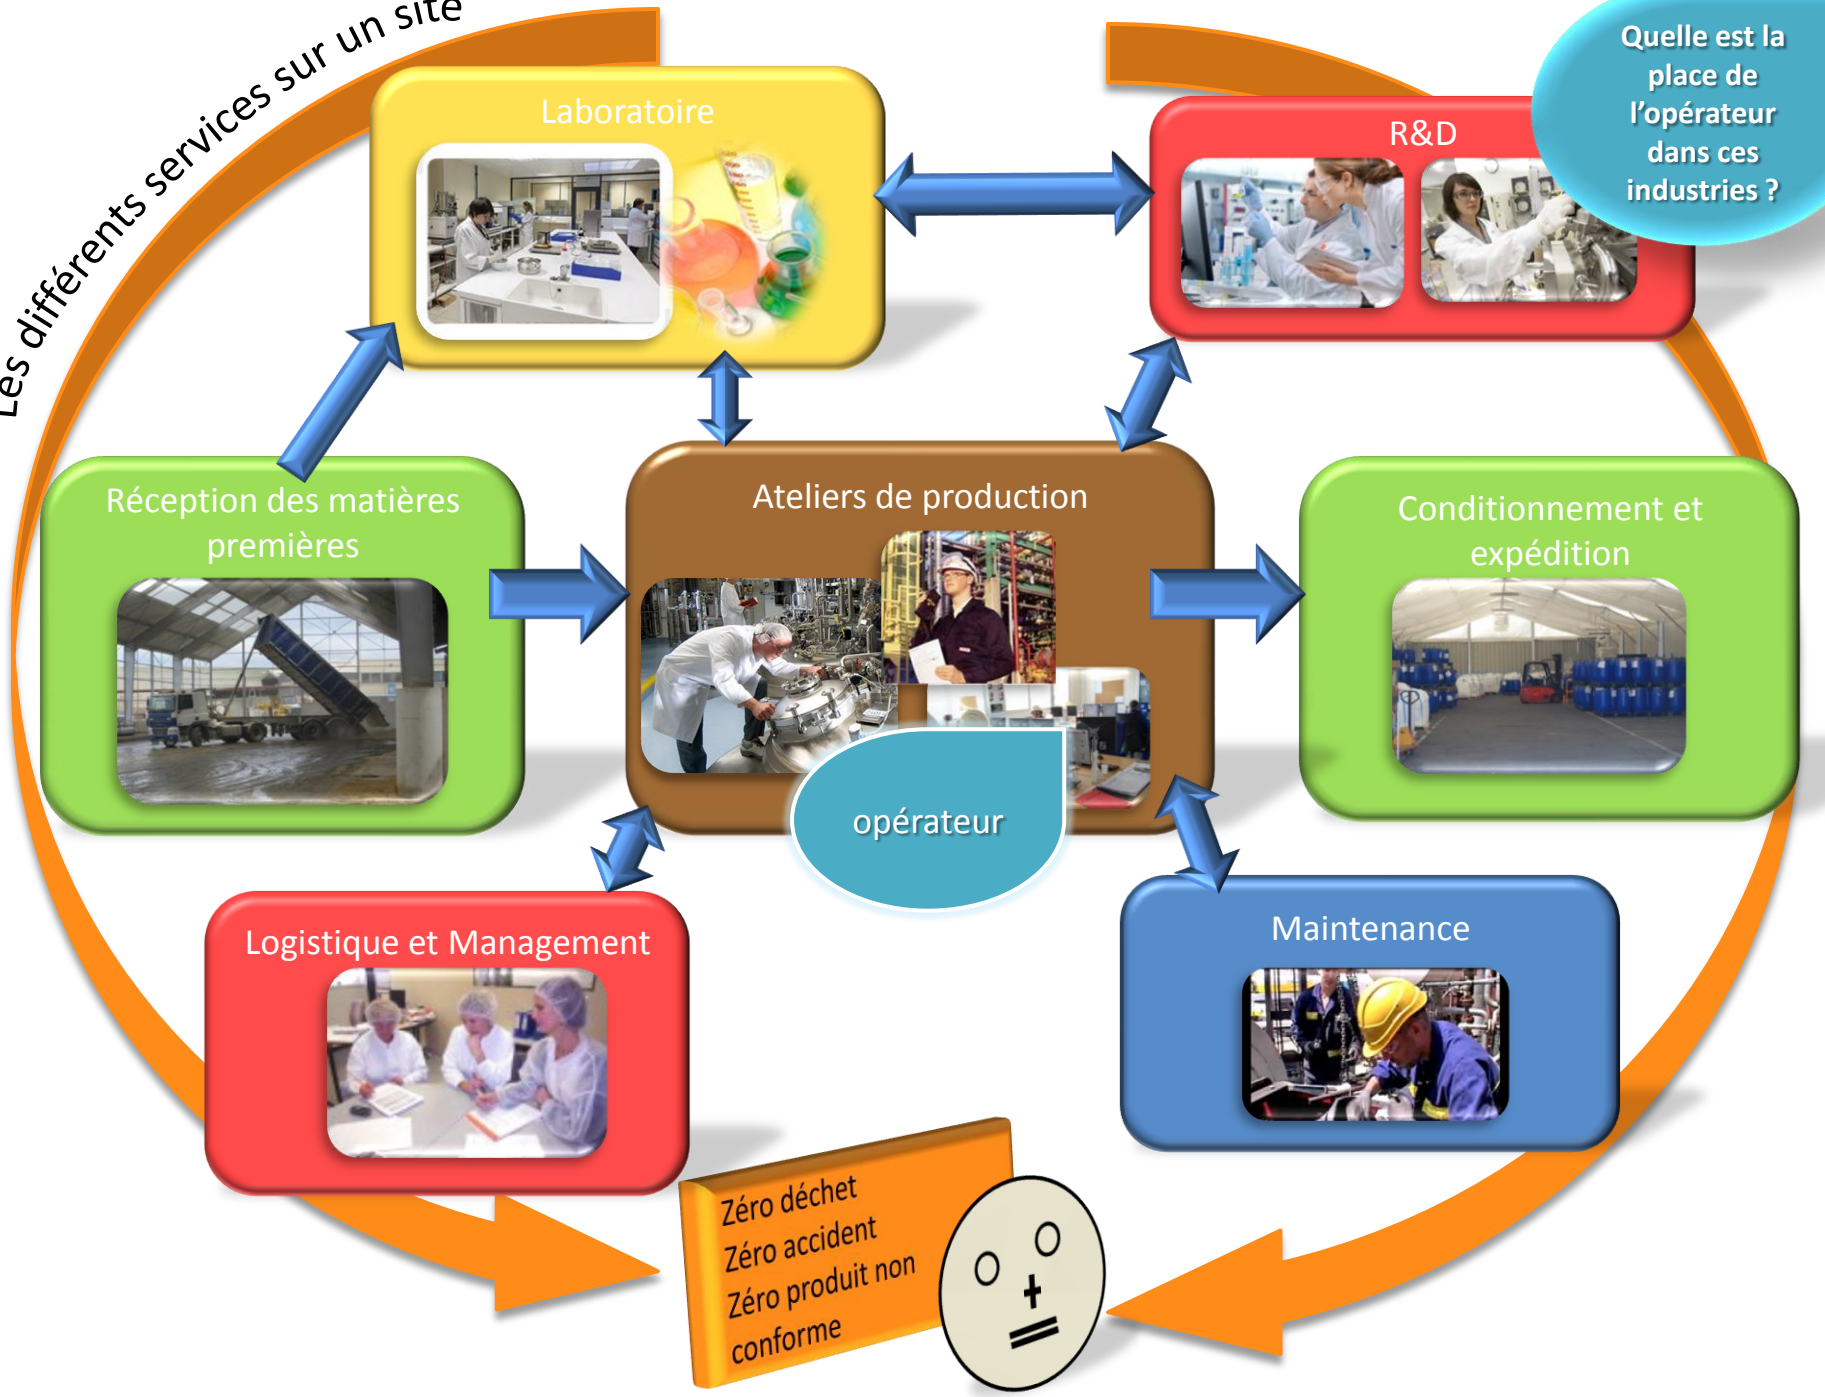 Les différents services sur un site
Quelle est la
place de
l’opérateur
dans ces
industries ?
Laboratoire
R&D
Réception des matières
premières
Ateliers de production
Conditionnement et
expédition
opérateur
Logistique et Management
Maintenance
Zéro déchet
Zéro accident
Zéro produit non
conforme